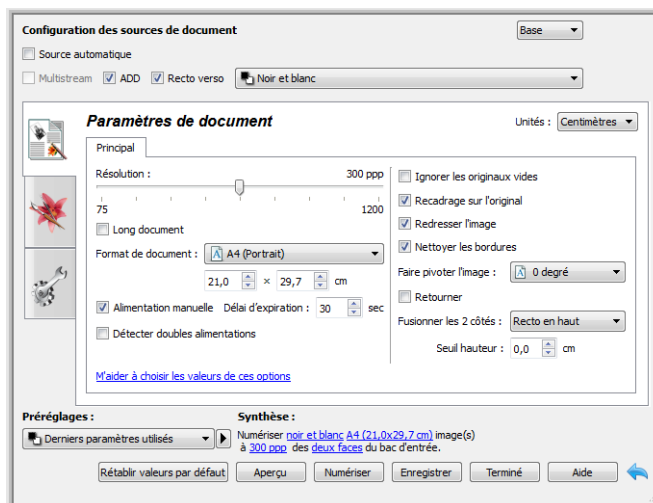 Configuration des sources de document
Base
Source automatique
Multistream ADD Recto verso Noir et blanc
Paramètres de document
Unités : Centimètres
Principal
Résolution : 300 ppp
75 1200
Long document
Format de document : A4 (Portrait)
21,0 × 29,7 cm
Alimentation manuelle Délai d'expiration : 30 sec
Détecter doubles alimentations
M'aider à choisir les valeurs de ces options
Ignorer les originaux vides
Recadrage sur l'original
Redresser l'image
Nettoyer les bordures
Faire pivoter l'image : 0 degré
Retourner
Fusionner les 2 côtés : Recto en haut
Seuil hauteur : 0,0 cm
Préréglages :
Derniers paramètres utilisés
Synthèse :
Numériser noir et blanc A4 (21,0x29,7 cm) image(s)
à 300 ppp des deux faces du bac d'entrée.
Rétablir valeurs par défaut Aperçu Numériser Enregistrer Terminé Aide